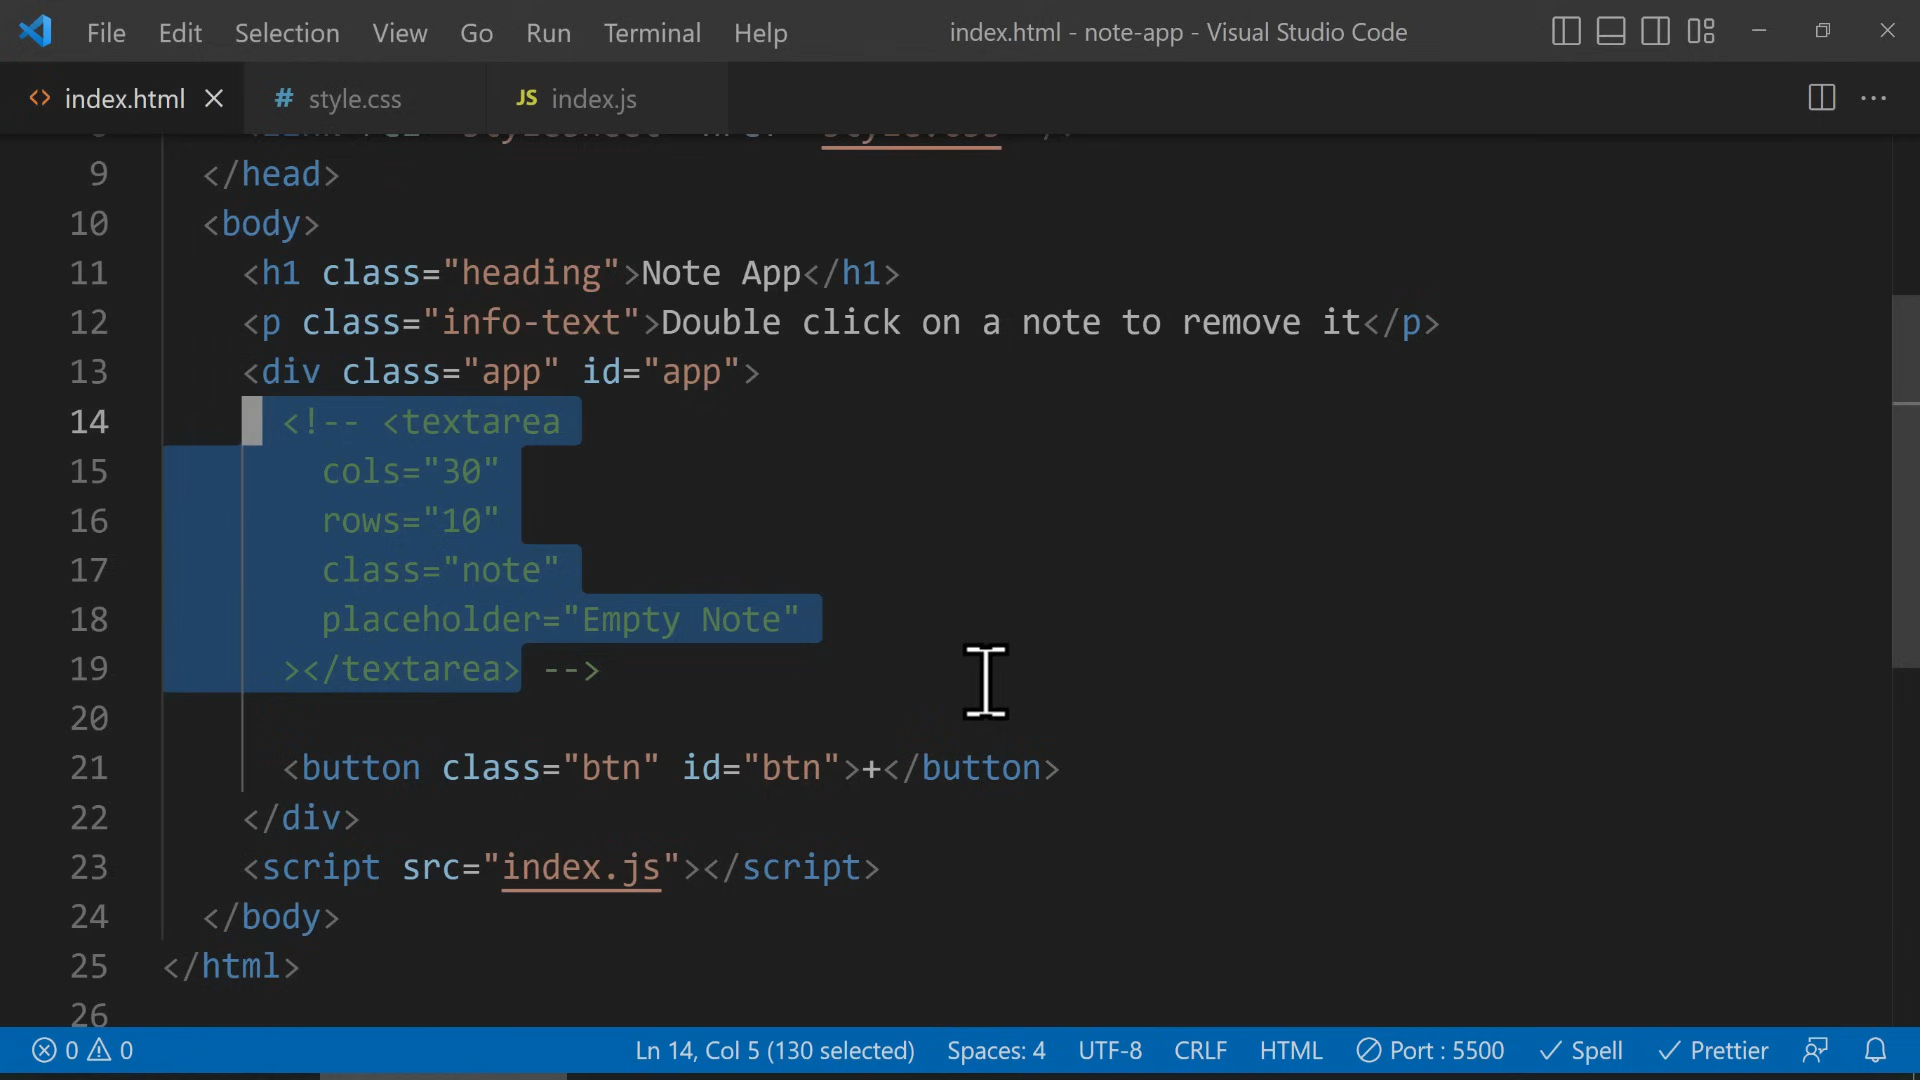 File Edit Selection View Go Run Terminal Help index.html - note-app - Visual Studio Code
index.html # style.css JS index.js
9 </head>
10 <body>
11 <h1 class="heading">Note App</h1>
12 <p class="info-text">Double click on a note to remove it</p>
13 <div class="app" id="app">
14 <!-- <textarea
15 cols="30"
16 rows="10"
17 class="note"
18 placeholder="Empty Note"
19 ></textarea> -->
20
21 <button class="btn" id="btn">+</button>
22 </div>
23 <script src="index.js"></script>
24 </body>
25 </html>
26
0 0 Ln 14, Col 5 (130 selected) Spaces: 4 UTF-8 CRLF HTML Port : 5500 Spell Prettier